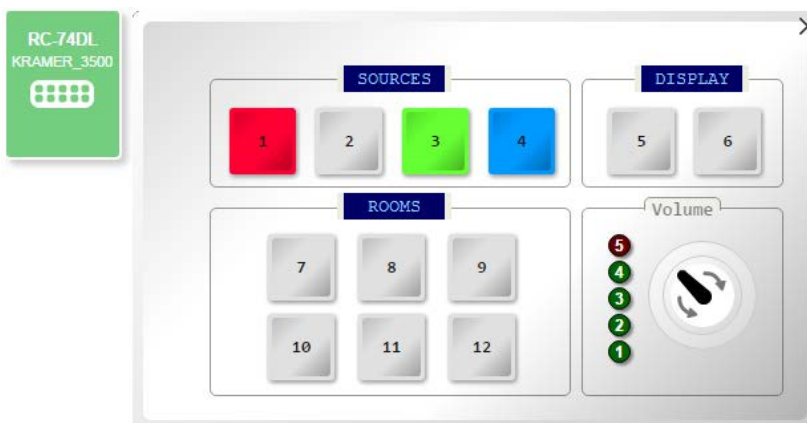 RC-74DL
KRAMER_3500
SOURCES
1 2 3 4
DISPLAY
5 6
ROOMS
7 8 9
10 11 12
Volume
5
4
3
2
1